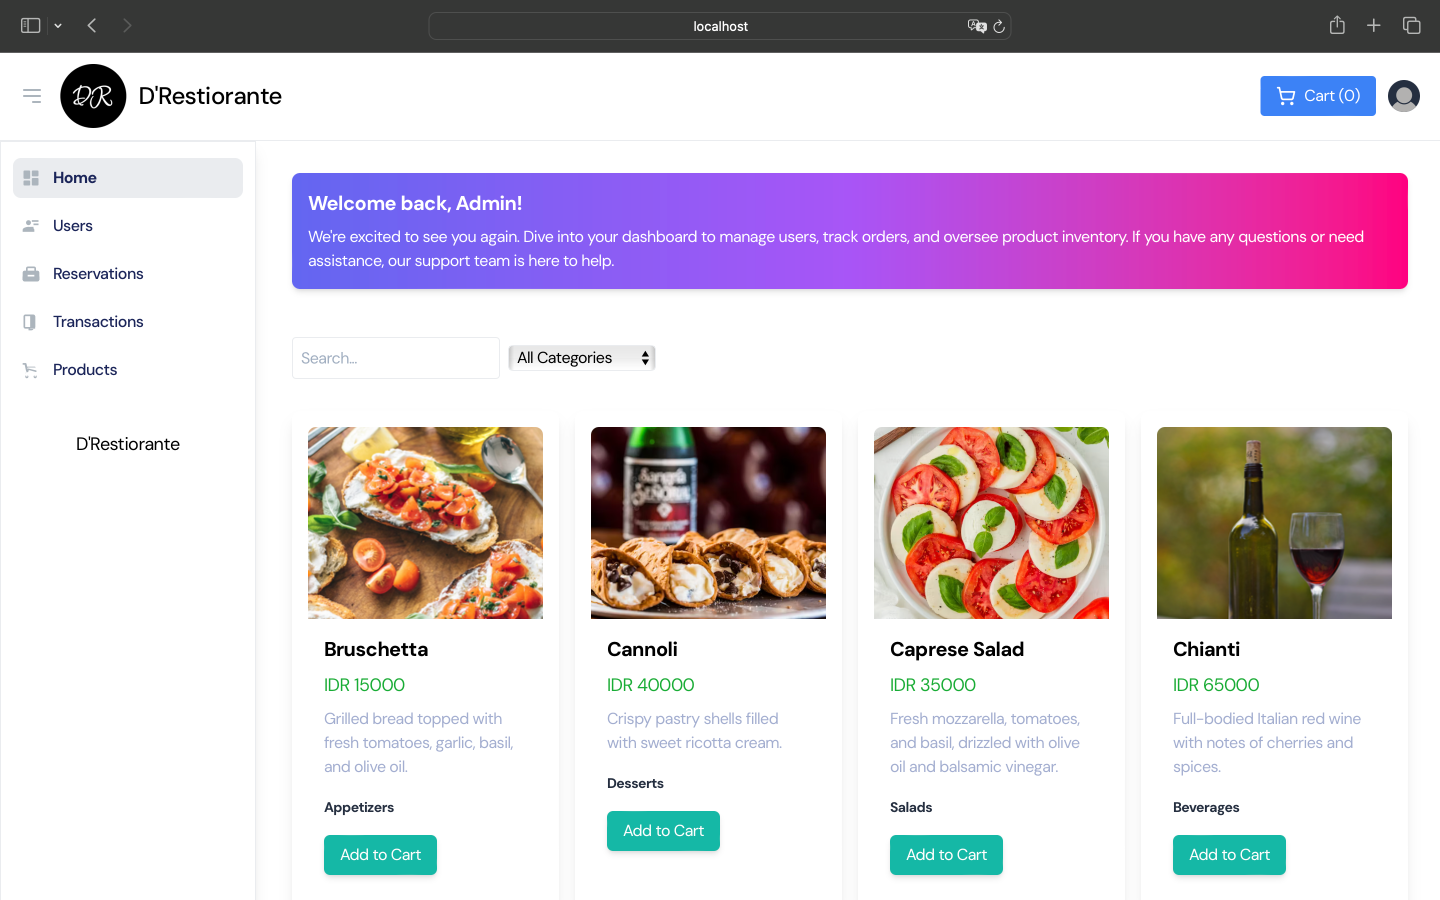 localhost
DR
D'Restiorante
Cart (0)
Home
Users
Reservations
Transactions
Products
D'Restiorante
Welcome back, Admin!
We're excited to see you again. Dive into your dashboard to manage users, track orders, and oversee product inventory. If you have any questions or need
assistance, our support team is here to help.
Search...
All Categories
Bruschetta
IDR 15000
Grilled bread topped with
fresh tomatoes, garlic, basil,
and olive oil.
Appetizers
Add to Cart
Cannoli
IDR 40000
Crispy pastry shells filled
with sweet ricotta cream.
Desserts
Add to Cart
Caprese Salad
IDR 35000
Fresh mozzarella, tomatoes,
and basil, drizzled with olive
oil and balsamic vinegar.
Salads
Add to Cart
Chianti
IDR 65000
Full-bodied Italian red wine
with notes of cherries and
spices.
Beverages
Add to Cart